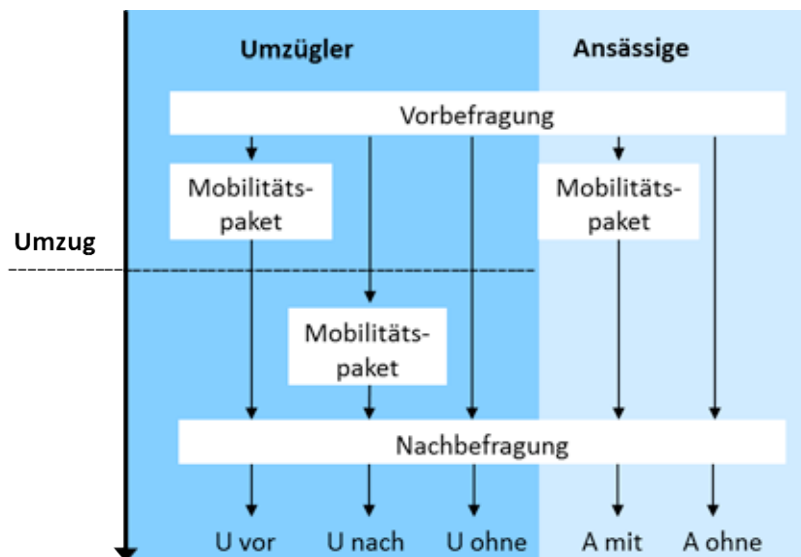 Umzügler Ansässige
Vorbefragung
Mobilitäts-
paket
Mobilitäts-
paket
Umzug
Mobilitäts-
paket
Nachbefragung
U vor U nach U ohne A mit A ohne